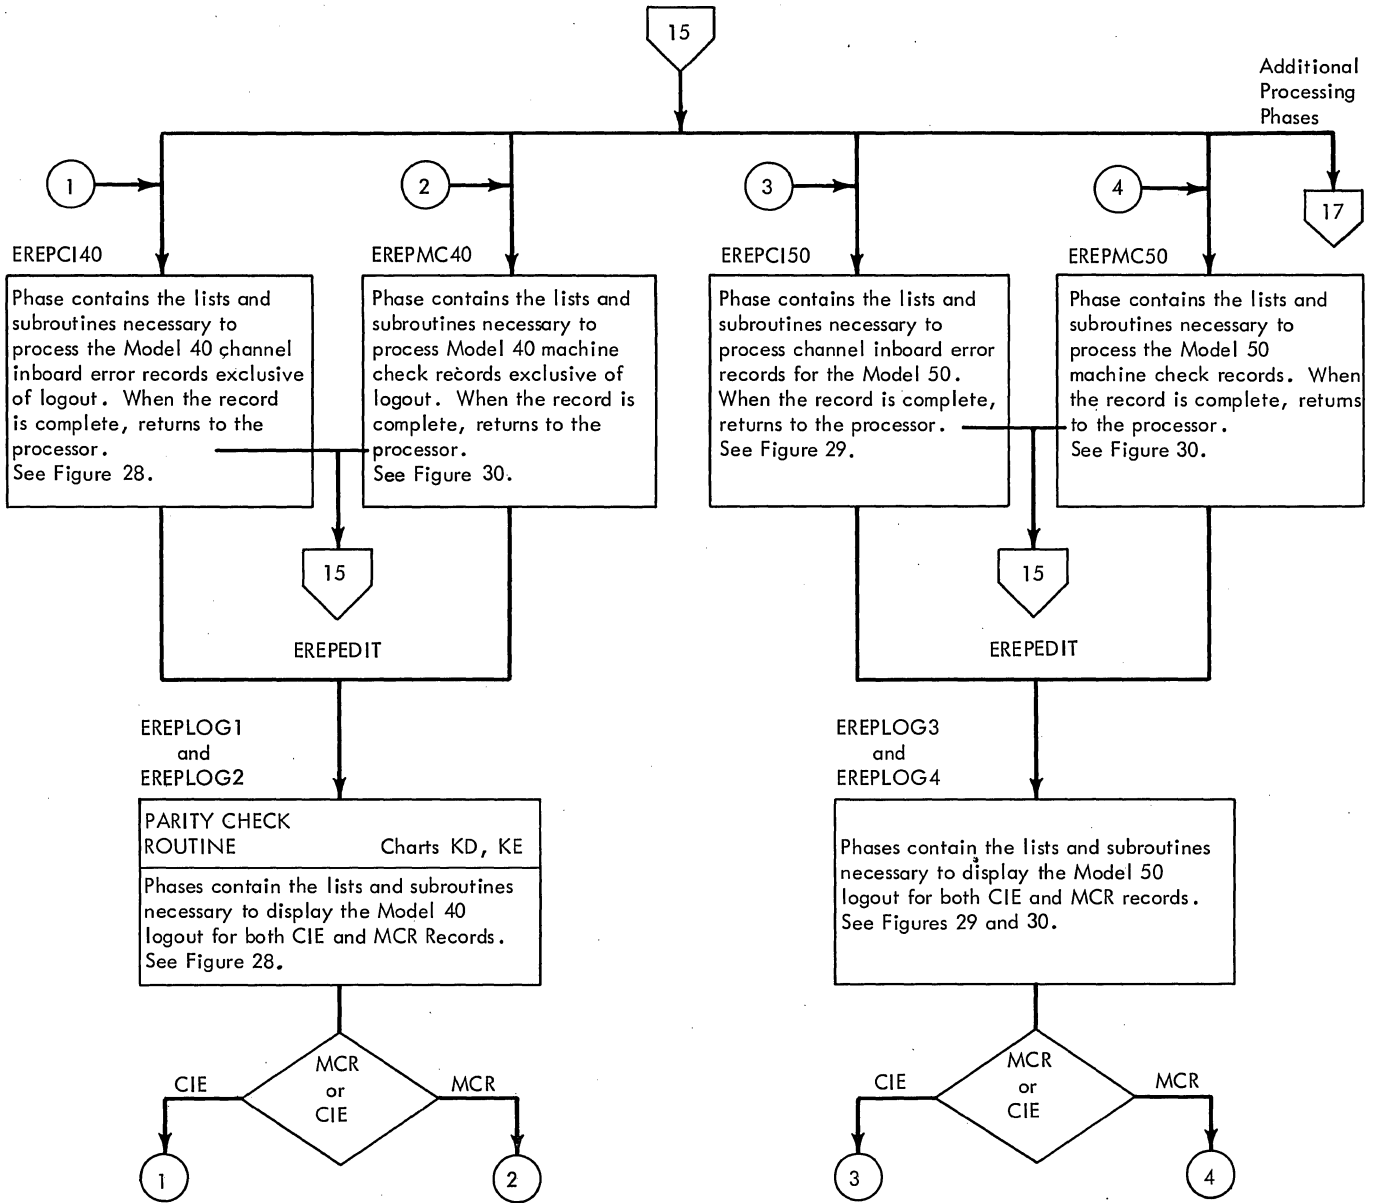 15
Additional
Processing
Phases
1
2
3
4
17
EREPCI40
Phase contains the lists and
subroutines necessary to
process the Model 40 channel
inboard error records exclusive
of logout. When the record
is complete, returns to the
processor.
See Figure 28.
EREPMC40
Phase contains the lists and
subroutines necessary to
process Model 40 machine
check records exclusive of
logout. When the record is
complete, returns to the
processor.
See Figure 30.
EREPCI50
Phase contains the lists and
subroutines necessary to
process channel inboard error
records for the Model 50.
When the record is complete,
returns to the processor.
See Figure 29.
EREPMC50
Phase contains the lists and
subroutines necessary to
process the Model 50
machine check records. When
the record is complete, returns
to the processor.
See Figure 30.
15
15
EREPEDIT
EREPEDIT
EREPLOG1
and
EREPLOG2
PARITY CHECK
ROUTINE Charts KD, KE
Phases contain the lists and subroutines
necessary to display the Model 40
logout for both CIE and MCR Records.
See Figure 28.
EREPLOG3
and
EREPLOG4
Phases contain the lists and subroutines
necessary to display the Model 50
logout for both CIE and MCR records.
See Figures 29 and 30.
CIE
MCR
or
CIE
MCR
1
2
CIE
MCR
or
CIE
MCR
3
4